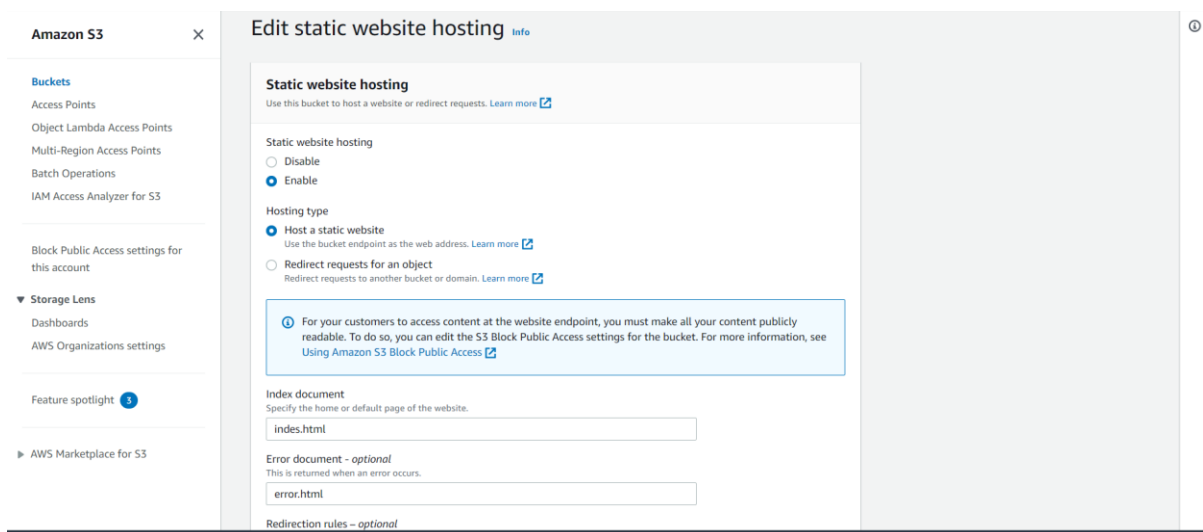 Amazon S3
Buckets
Access Points
Object Lambda Access Points
Multi-Region Access Points
Batch Operations
IAM Access Analyzer for S3
Block Public Access settings for
this account
Storage Lens
Dashboards
AWS Organizations settings
Feature spotlight 3
AWS Marketplace for S3
Edit static website hosting Info
Static website hosting
Use this bucket to host a website or redirect requests. Learn more
Static website hosting
Disable
Enable
Hosting type
Host a static website
Use the bucket endpoint as the web address. Learn more
Redirect requests for an object
Redirect requests to another bucket or domain. Learn more
For your customers to access content at the website endpoint, you must make all your content publicly
readable. To do so, you can edit the S3 Block Public Access settings for the bucket. For more information, see
Using Amazon S3 Block Public Access
Index document
Specify the home or default page of the website.
indes.html
Error document - optional
This is returned when an error occurs.
error.html
Redirection rules – optional